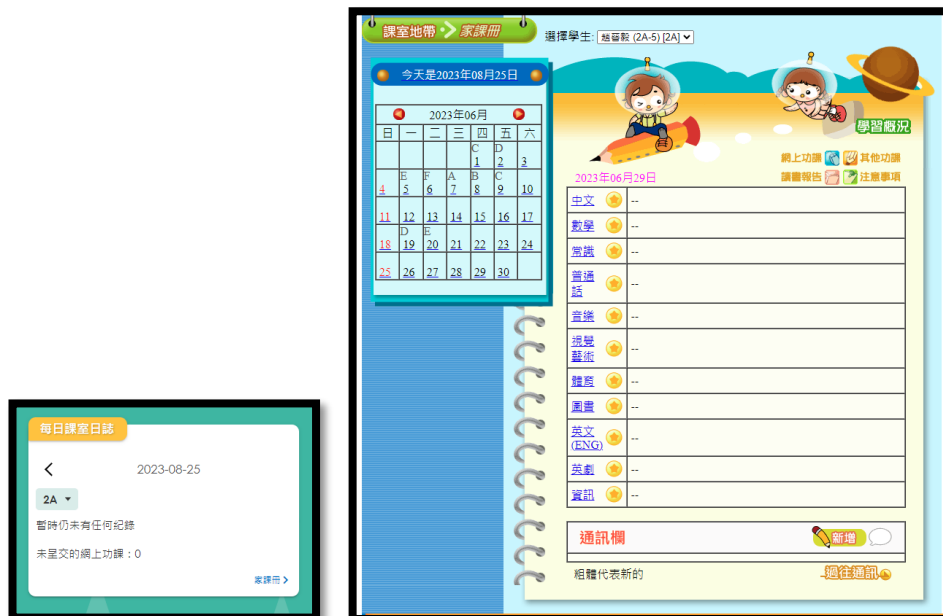 課室地帶 > 家課冊
選擇學生: 趙晉毅 (2A-5) [2A]
今天是2023年08月25日
2023年06月
日 一 二 三 四 五 六
C D
1 2 3
E F A B C
4 5 6 7 8 9 10
11 12 13 14 15 16 17
D E
18 19 20 21 22 23 24
25 26 27 28 29 30
學習概況
網上功課 其他功課
讀書報告 注意事項
2023年06月29日
中文 --
數學 --
常識 --
普通話 --
音樂 --
視覺藝術 --
體育 --
圖書 --
英文(ENG) --
英劇 --
資訊 --
通訊欄 新增
粗體代表新的 過往通訊
每日課室日誌
2023-08-25
2A
暫時仍未有任何紀錄
未呈交的網上功課：0
家課冊